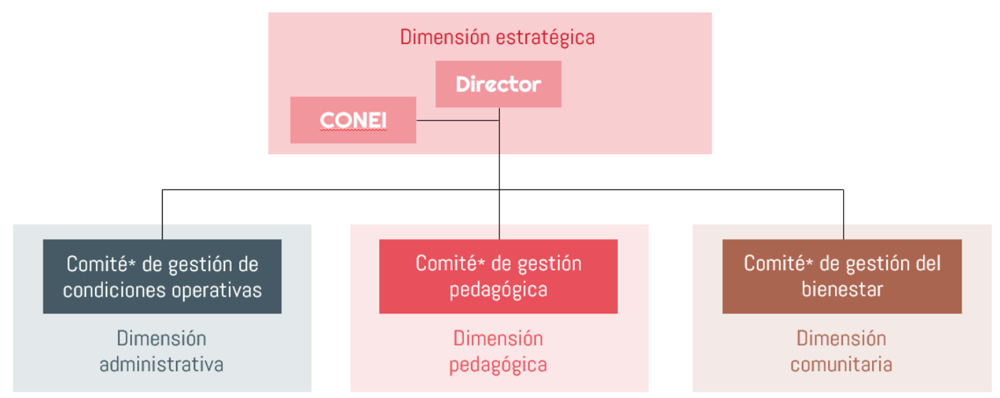 Dimensión estratégica
Director
CONEI
Comité* de gestión de
condiciones operativas
Dimensión
administrativa
Comité* de gestión
pedagógica
Dimensión
pedagógica
Comité* de gestión del
bienestar
Dimensión
comunitaria